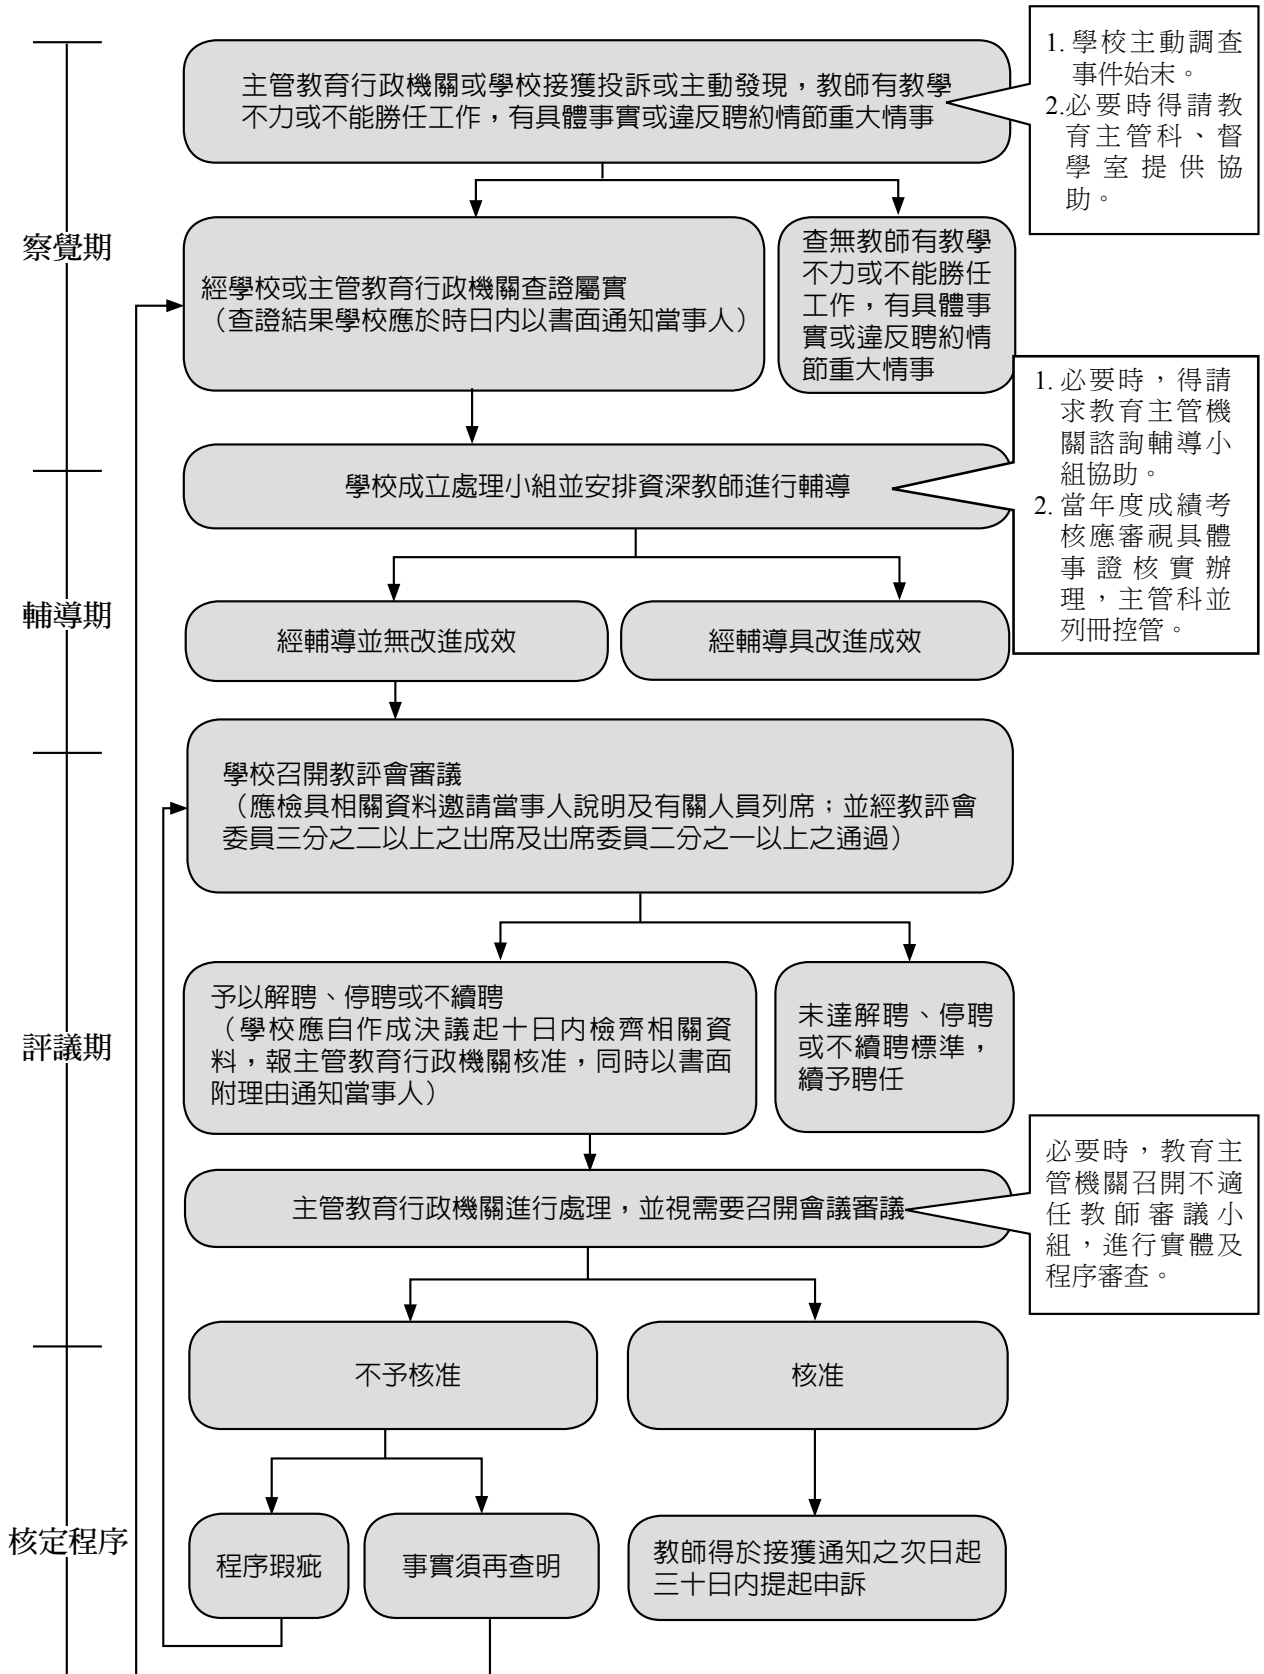 主管教育行政機關或學校接獲投訴或主動發現，教師有教學
不力或不能勝任工作，有具體事實或違反聘約情節重大情事
1. 學校主動調查
事件始末。
2.必要時得請教
育主管科、督
學室提供協
助。
察覺期
經學校或主管教育行政機關查證屬實
（查證結果學校應於時日內以書面通知當事人）
查無教師有教學
不力或不能勝任
工作，有具體事
實或違反聘約情
節重大情事
學校成立處理小組並安排資深教師進行輔導
1. 必要時，得請
求教育主管機
關諮詢輔導小
組協助。
2. 當年度成績考
核應審視具體
事證核實辦
理，主管科並
列冊控管。
輔導期
經輔導並無改進成效
經輔導具改進成效
學校召開教評會審議
（應檢具相關資料邀請當事人說明及有關人員列席；並經教評會
委員三分之二以上之出席及出席委員二分之一以上之通過）
評議期
予以解聘、停聘或不續聘
（學校應自作成決議起十日內檢齊相關資
料，報主管教育行政機關核准，同時以書面
附理由通知當事人）
未達解聘、停聘
或不續聘標準，
續予聘任
主管教育行政機關進行處理，並視需要召開會議審議
必要時，教育主
管機關召開不適
任教師審議小
組，進行實體及
程序審查。
不予核准
核准
核定程序
程序瑕疵
事實須再查明
教師得於接獲通知之次日起
三十日內提起申訴